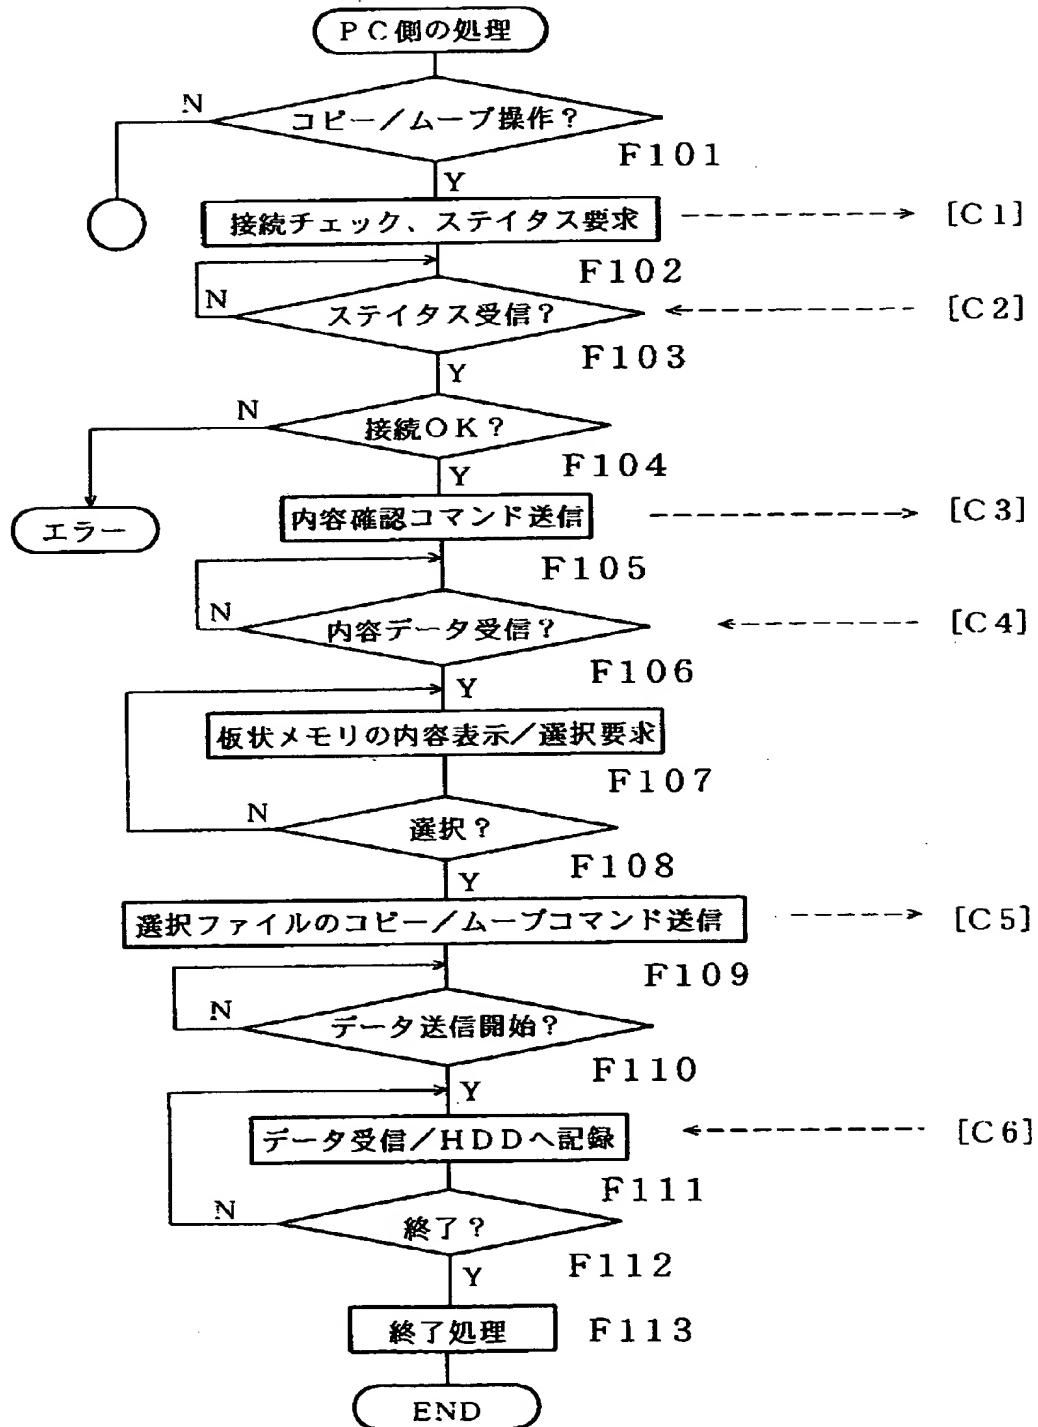 PC側の処理
N
コピー/ムーブ操作?
F101
Y
接続チェック、ステイタス要求
[C1]
F102
N
ステイタス受信?
[C2]
F103
Y
N
接続OK?
F104
Y
エラー
内容確認コマンド送信
[C3]
F105
N
内容データ受信?
[C4]
F106
Y
板状メモリの内容表示/選択要求
F107
N
選択?
F108
Y
選択ファイルのコピー/ムーブコマンド送信
[C5]
F109
N
データ送信開始?
F110
Y
データ受信/HDDへ記録
[C6]
F111
N
終了?
F112
Y
終了処理
F113
END